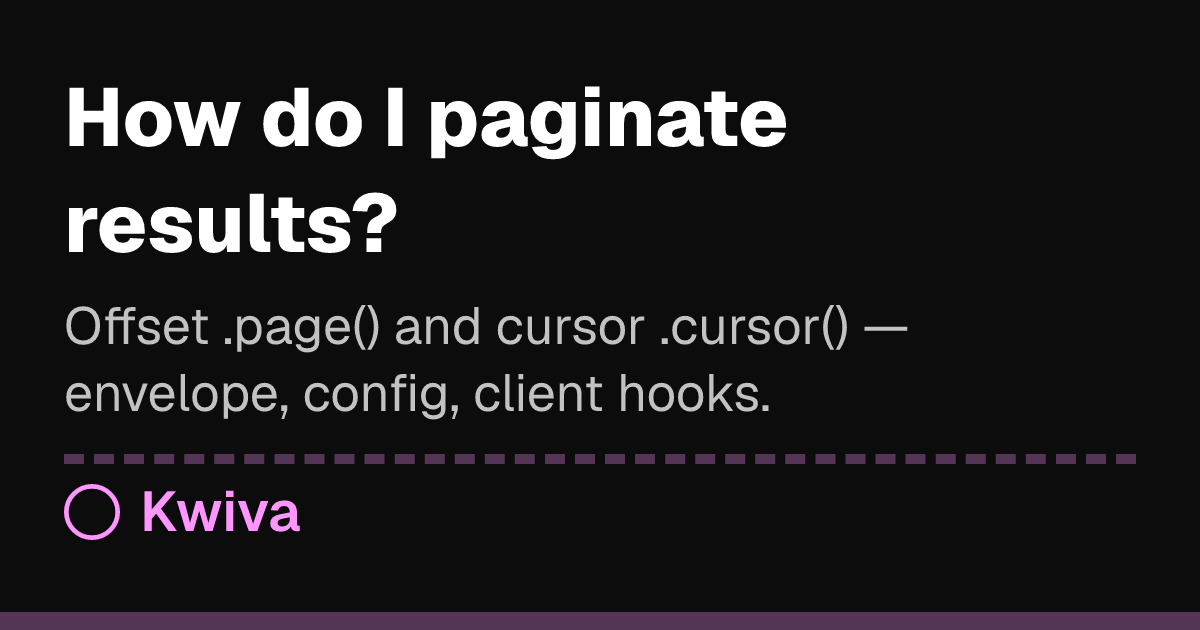 How do I paginate
results?
Offset .page() and cursor .cursor() —
envelope, config, client hooks.
Kwiva